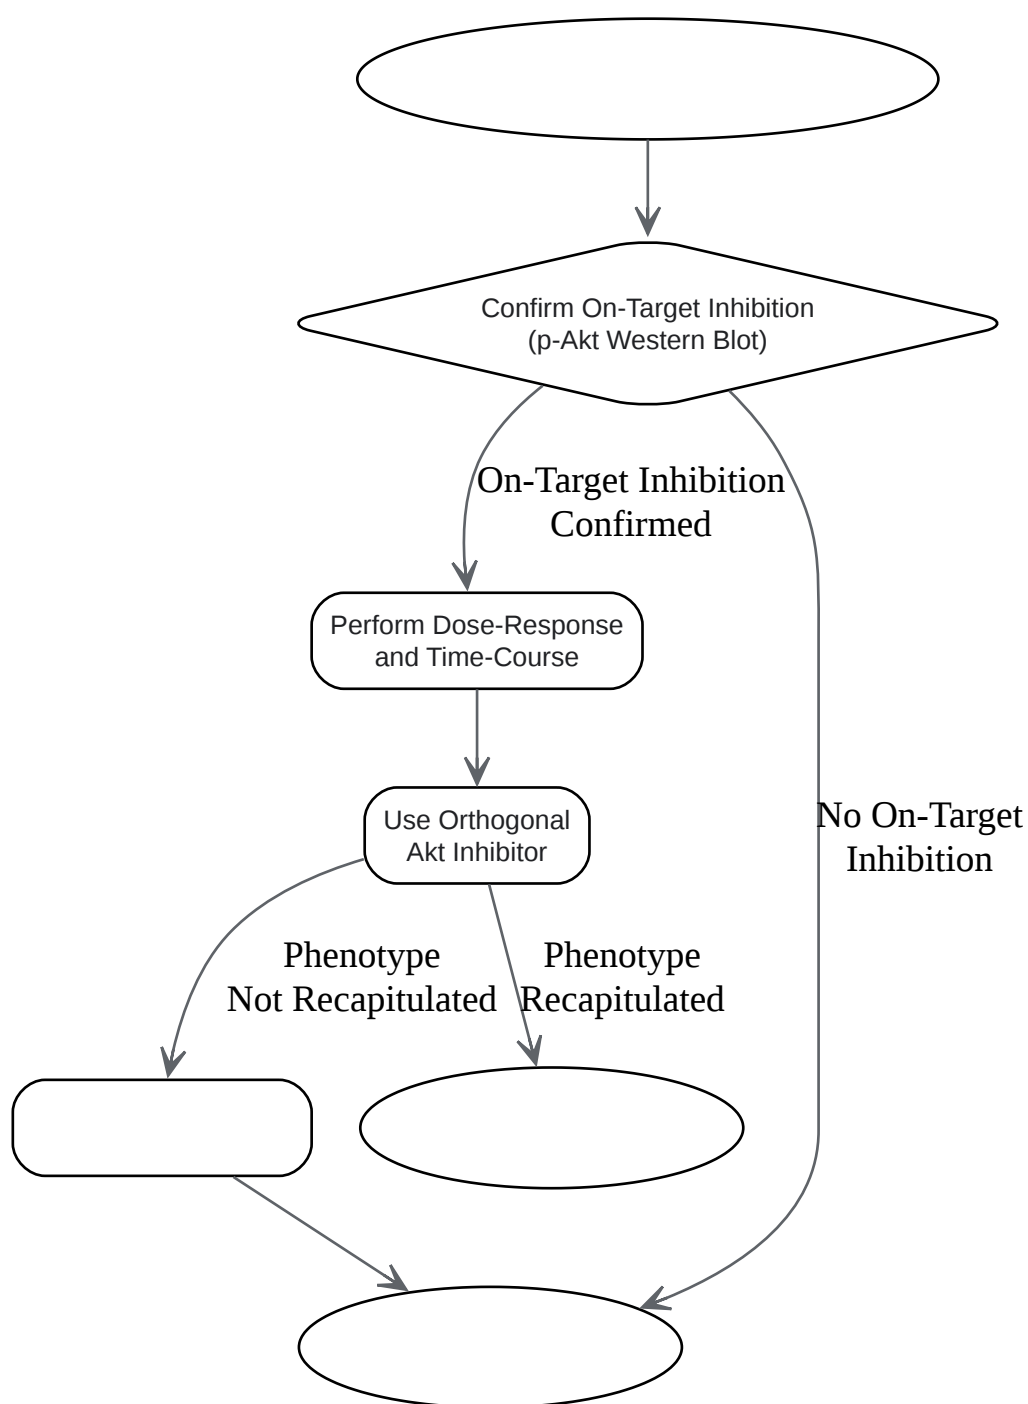 Confirm On-Target Inhibition
(p-Akt Western Blot)
On-Target Inhibition
Confirmed
Perform Dose-Response
and Time-Course
Use Orthogonal
Akt Inhibitor
No On-Target
Inhibition
Phenotype
Not Recapitulated
Phenotype
Recapitulated